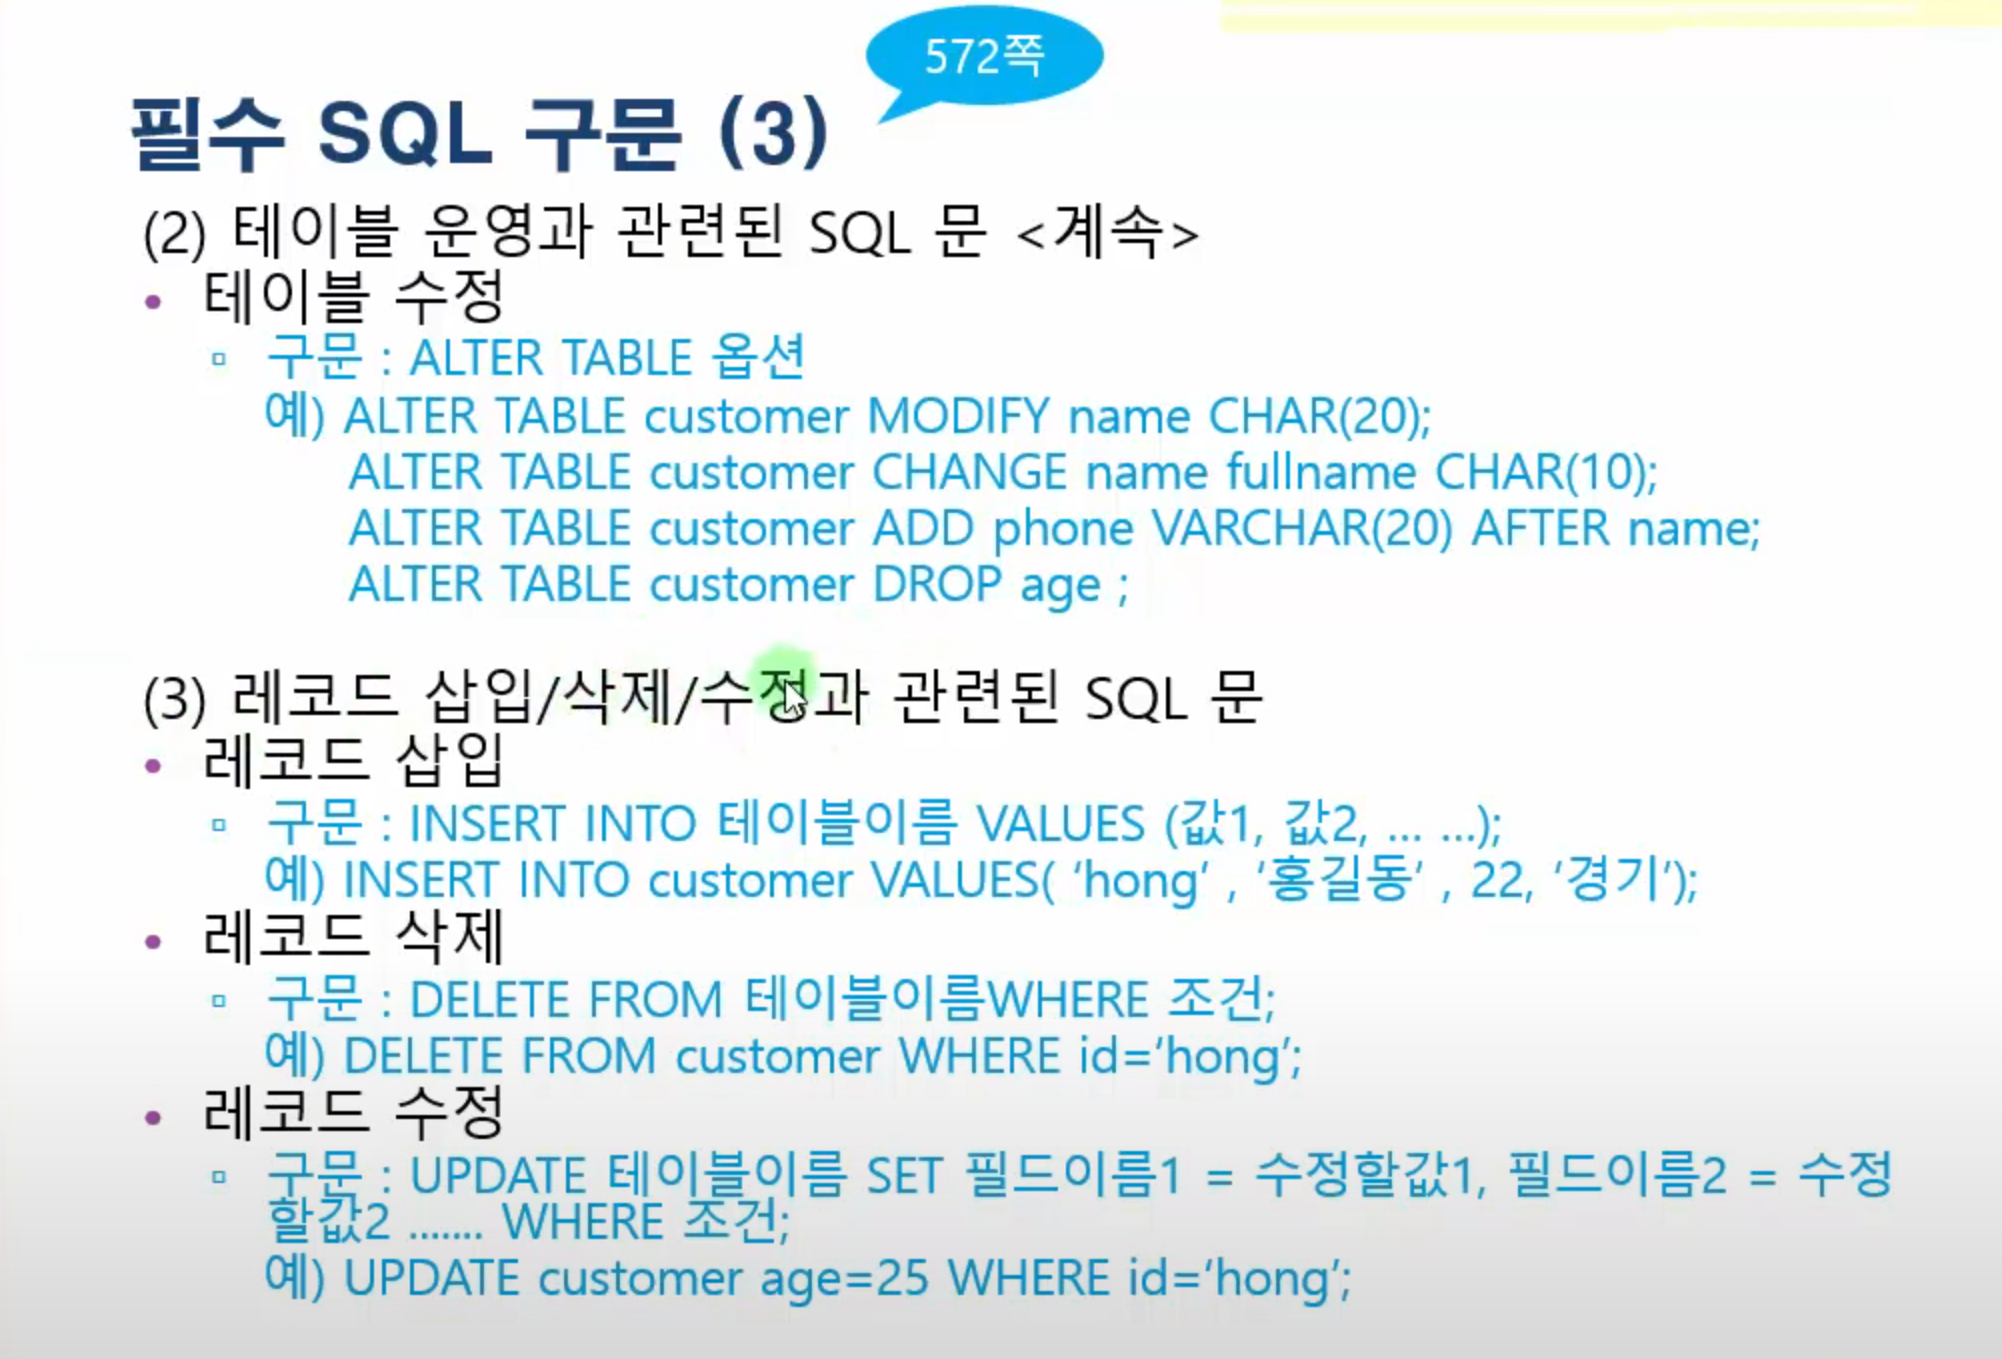 572쪽
필수 SQL 구문 (3)
(2) 테이블 운영과 관련된 SQL 문 <계속>
• 테이블 수정
▫ 구문 : ALTER TABLE 옵션
예) ALTER TABLE customer MODIFY name CHAR(20);
ALTER TABLE customer CHANGE name fullname CHAR(10);
ALTER TABLE customer ADD phone VARCHAR(20) AFTER name;
ALTER TABLE customer DROP age ;
(3) 레코드 삽입/삭제/수정과 관련된 SQL 문
• 레코드 삽입
▫ 구문 : INSERT INTO 테이블이름 VALUES (값1, 값2, ... ...);
예) INSERT INTO customer VALUES( ‘hong’ , ‘홍길동’ , 22, ‘경기’);
• 레코드 삭제
▫ 구문 : DELETE FROM 테이블이름WHERE 조건;
예) DELETE FROM customer WHERE id=‘hong’;
• 레코드 수정
▫ 구문 : UPDATE 테이블이름 SET 필드이름1 = 수정할값1, 필드이름2 = 수정
할값2 ....... WHERE 조건;
예) UPDATE customer age=25 WHERE id=‘hong’;